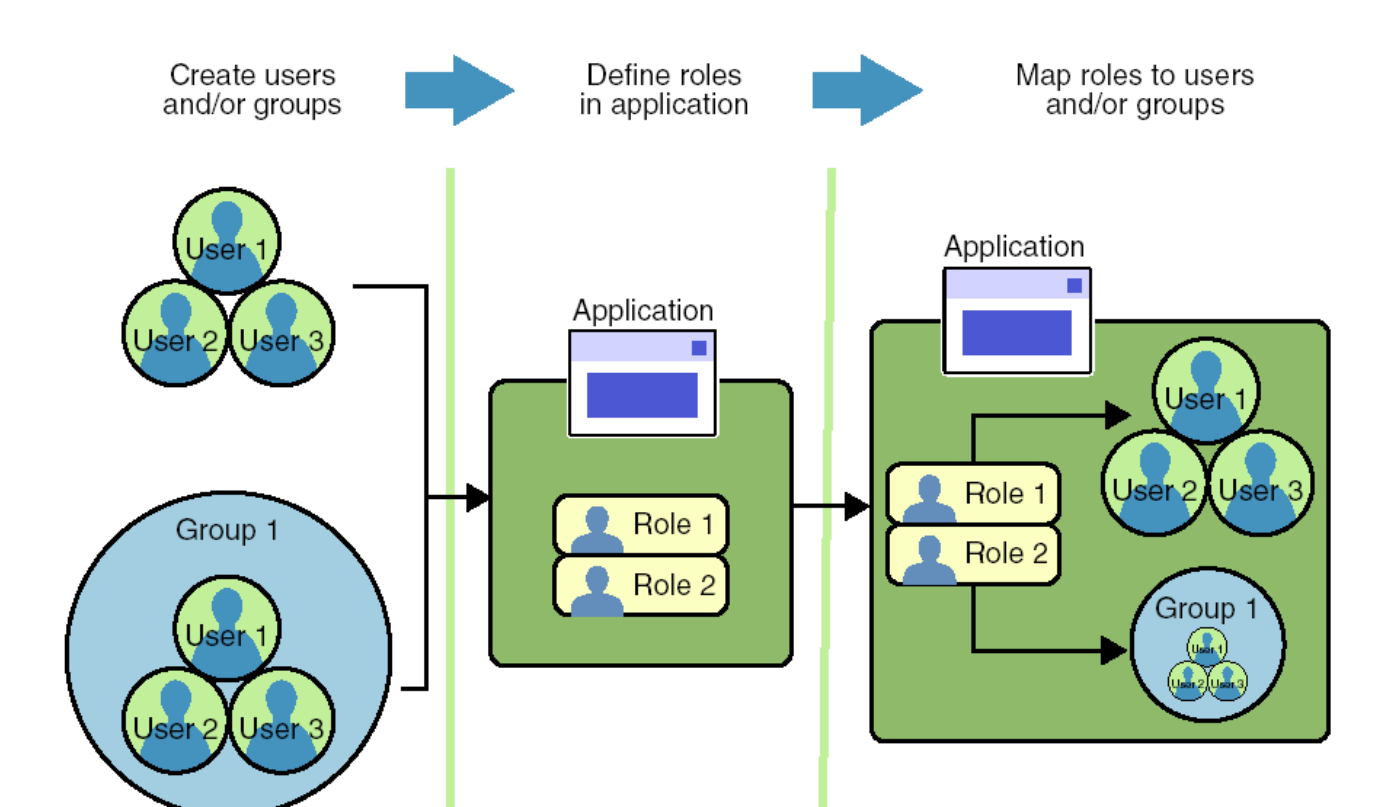 Create users
and/or groups
Define roles
in application
Map roles to users
and/or groups
User 1
User 2
User 3
Group 1
User 1
User 2
User 3
Application
Role 1
Role 2
Application
Role 1
Role 2
User 1
User 2
User 3
Group 1
User 1
User 2
User 3